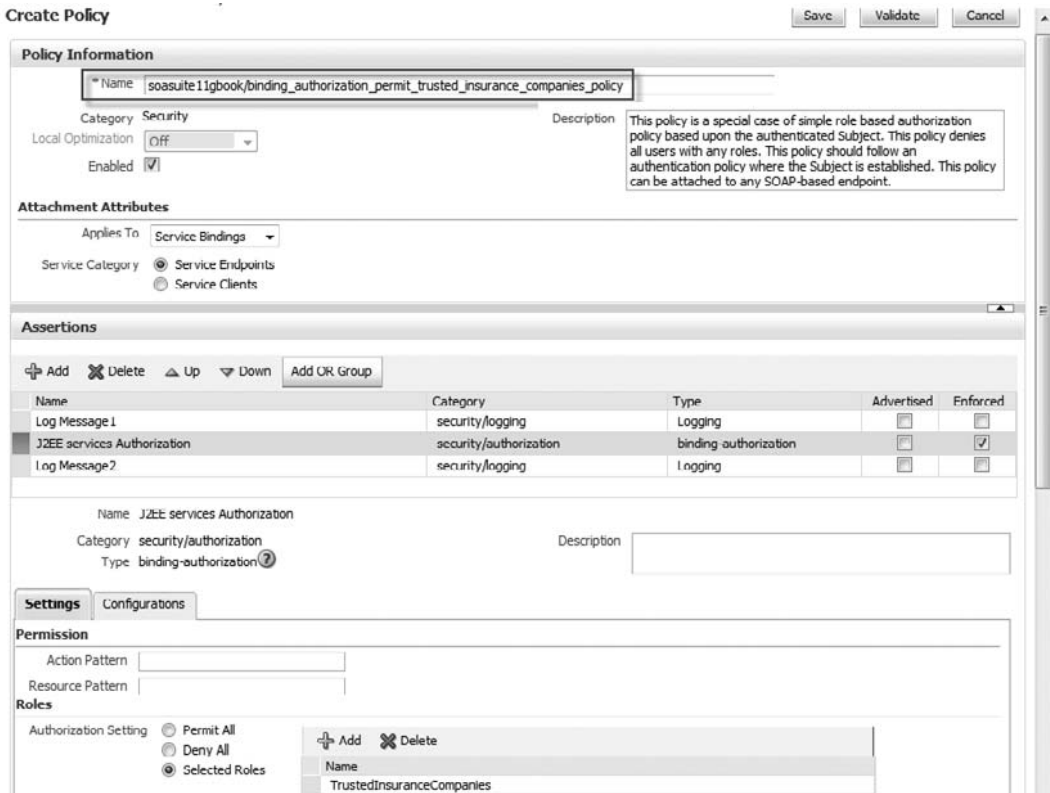 Create Policy
Save Validate Cancel
Policy Information
* Name soasuite11gbook/binding_authorization_permit_trusted_insurance_companies_policy
Category Security
Local Optimization Off
Enabled
Description This policy is a special case of simple role based authorization
policy based upon the authenticated Subject. This policy denies
all users with any roles. This policy should follow an
authentication policy where the Subject is established. This policy
can be attached to any SOAP-based endpoint.
Attachment Attributes
Applies To Service Bindings
Service Category Service Endpoints
Service Clients
Assertions
Add Delete Up Down Add OR Group
Name Category Type Advertised Enforced
Log Message1 security/logging Logging
J2EE services Authorization security/authorization binding-authorization
Log Message2 security/logging Logging
Name J2EE services Authorization
Category security/authorization
Type binding-authorization ?
Description
Settings Configurations
Permission
Action Pattern
Resource Pattern
Roles
Authorization Setting Permit All
Deny All
Selected Roles
Add Delete
Name
TrustedInsuranceCompanies